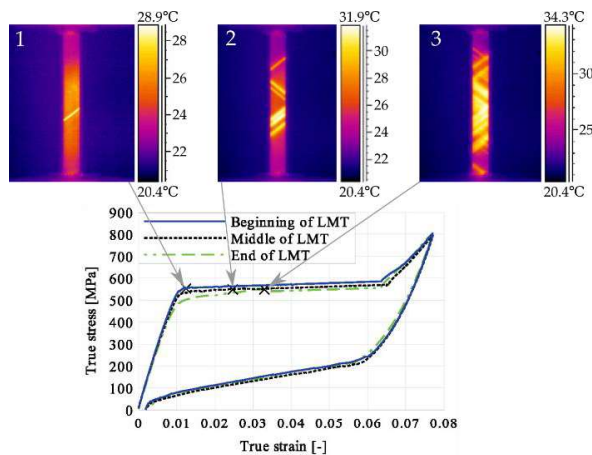 1
28.9°C
28
26
24
22
20.4°C
2
31.9°C
30
28
26
24
22
20.4°C
3
34.3°C
30
25
20.4°C
900
800
700
600
500
400
300
200
100
0
True stress [MPa]
Beginning of LMT
Middle of LMT
End of LMT
0 0.01 0.02 0.03 0.04 0.05 0.06 0.07 0.08
True strain [-]